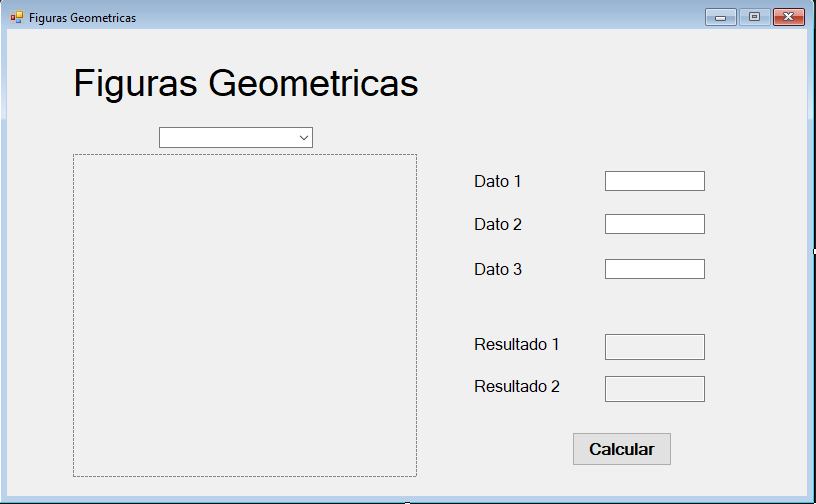 Figuras Geometricas
Figuras Geometricas
Dato 1
Dato 2
Dato 3
Resultado 1
Resultado 2
Calcular